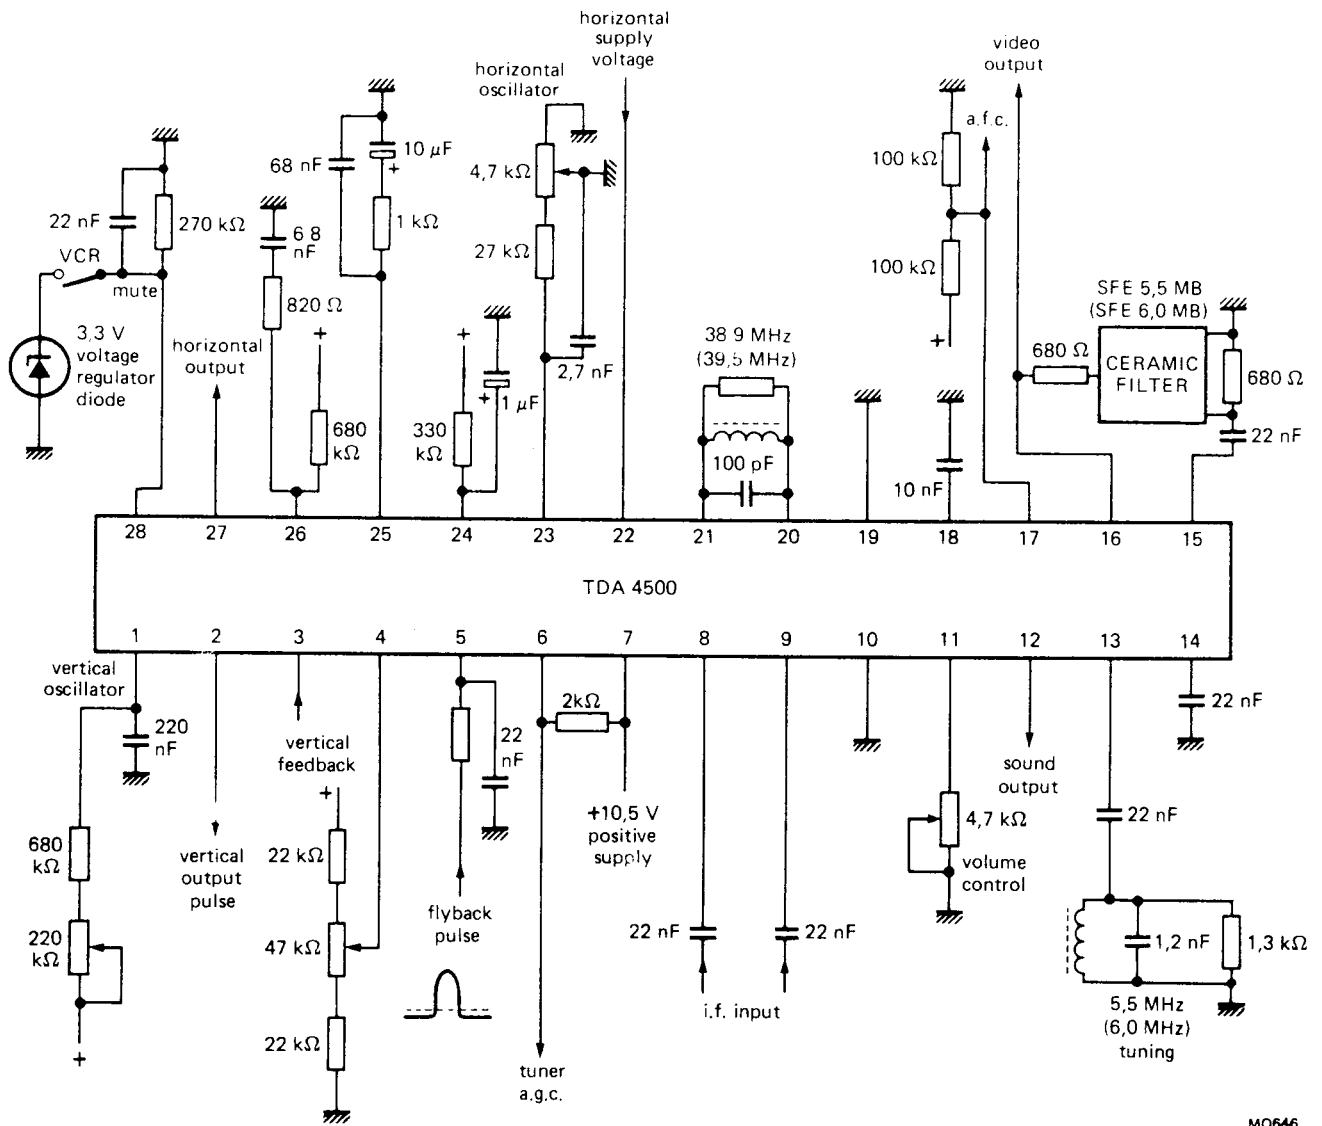 horizontal
supply
voltage
video
output
horizontal
oscillator
a.f.c.
10 µF
+
68 nF
4,7 kΩ
100 kΩ
22 nF
270 kΩ
68
nF
1 kΩ
27 kΩ
100 kΩ
VCR
mute
820 Ω
SFE 5,5 MB
(SFE 6,0 MB)
3,3 V
voltage
regulator
diode
horizontal
output
+
+
2,7 nF
38 9 MHz
(39,5 MHz)
+
680 Ω
CERAMIC
FILTER
680 Ω
+
1 µF
680
kΩ
330
kΩ
100 pF
10 nF
22 nF
28 27 26 25 24 23 22 21 20 19 18 17 16 15
TDA 4500
1 2 3 4 5 6 7 8 9 10 11 12 13 14
vertical
oscillator
220
nF
vertical
feedback
22
nF
2kΩ
22 nF
sound
output
+
+10,5 V
positive
supply
4,7 kΩ
22 nF
680
kΩ
22 kΩ
vertical
output
pulse
volume
control
flyback
pulse
220
kΩ
47 kΩ
22 nF
22 nF
1,2 nF
1,3 kΩ
i.f. input
5,5 MHz
(6,0 MHz)
tuning
22 kΩ
+
tuner
a.g.c.
MO646